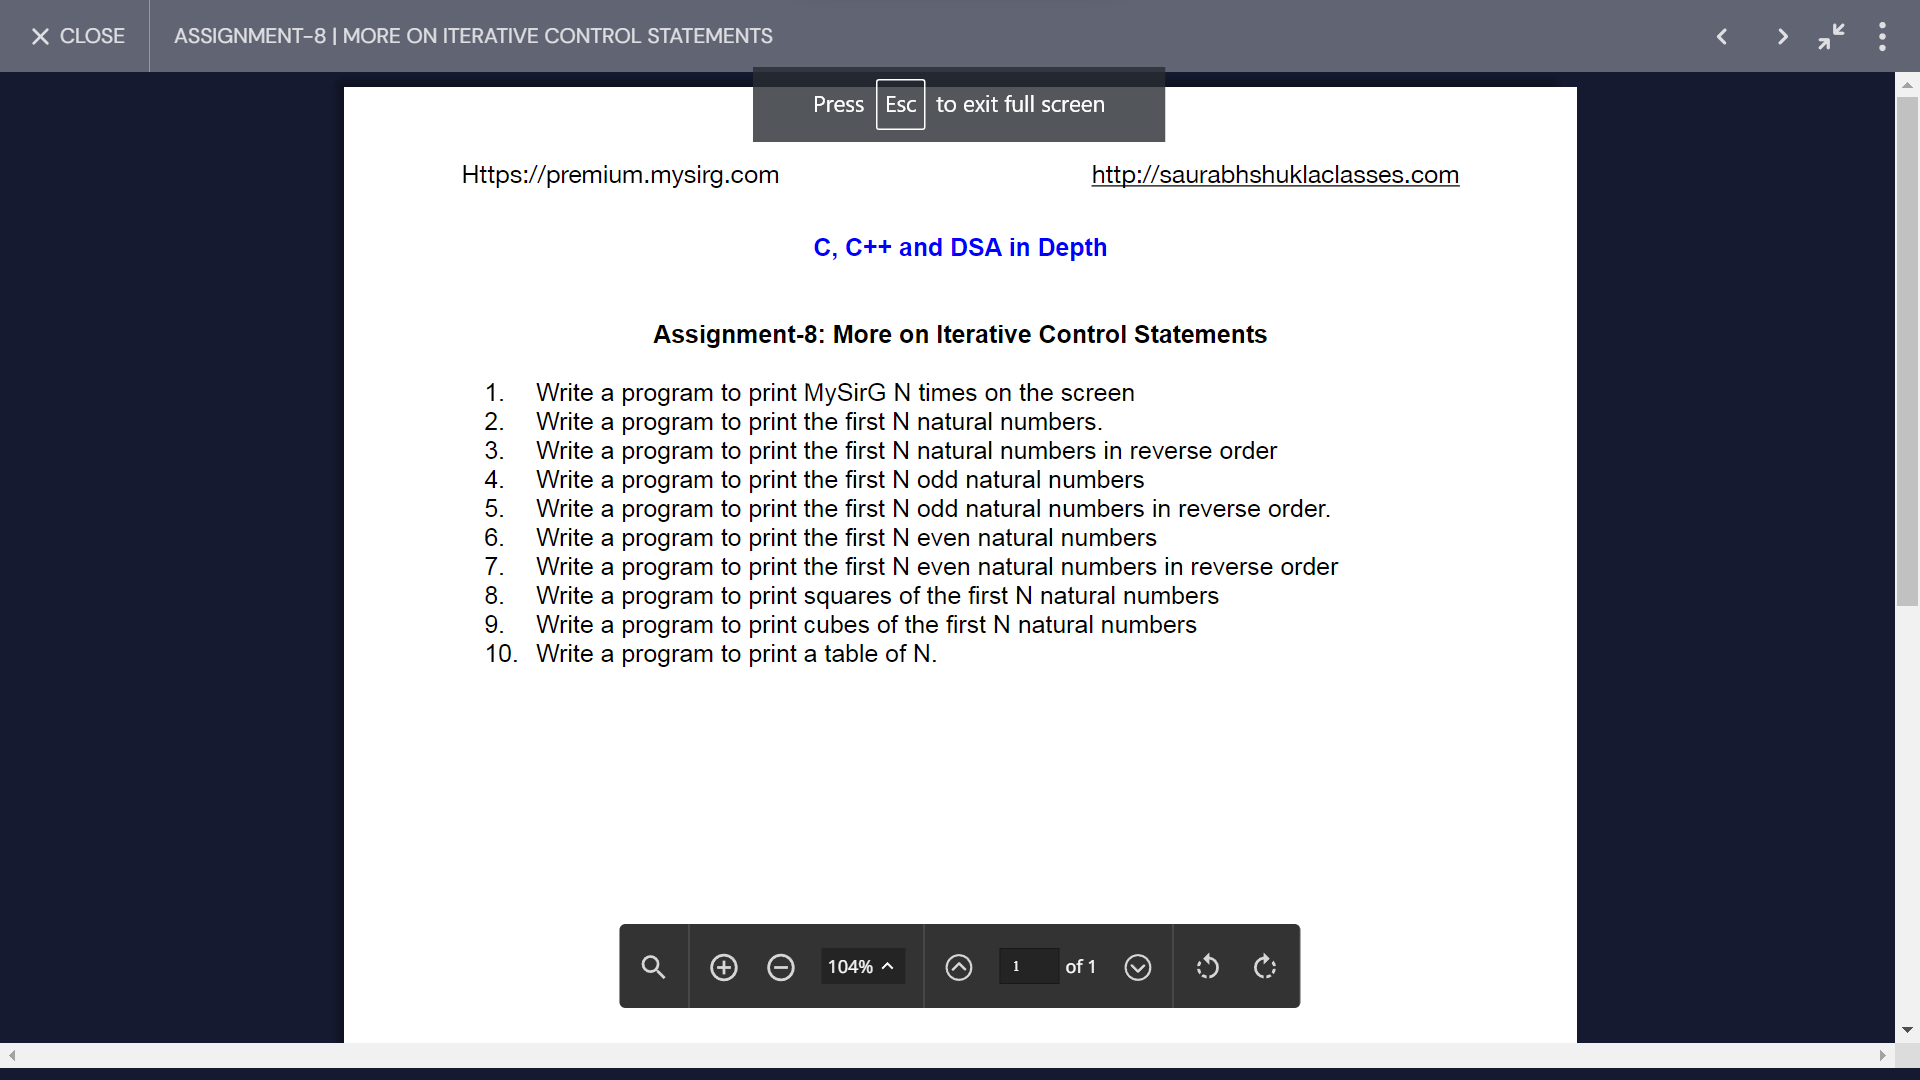 CLOSE
ASSIGNMENT-8 | MORE ON ITERATIVE CONTROL STATEMENTS
Press Esc to exit full screen
Https://premium.mysirg.com
http://saurabhshuklaclasses.com
C, C++ and DSA in Depth
Assignment-8: More on Iterative Control Statements
1. Write a program to print MySirG N times on the screen
2. Write a program to print the first N natural numbers.
3. Write a program to print the first N natural numbers in reverse order
4. Write a program to print the first N odd natural numbers
5. Write a program to print the first N odd natural numbers in reverse order.
6. Write a program to print the first N even natural numbers
7. Write a program to print the first N even natural numbers in reverse order
8. Write a program to print squares of the first N natural numbers
9. Write a program to print cubes of the first N natural numbers
10. Write a program to print a table of N.
104%
1 of 1